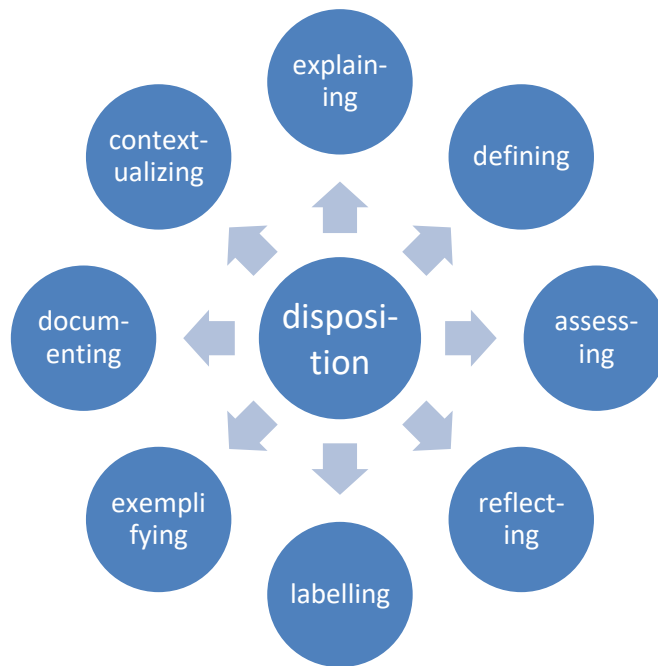 explain-
ing
defining
assess-
ing
reflect-
ing
labelling
exempli
fying
docum-
enting
context-
ualizing
disposi-
tion